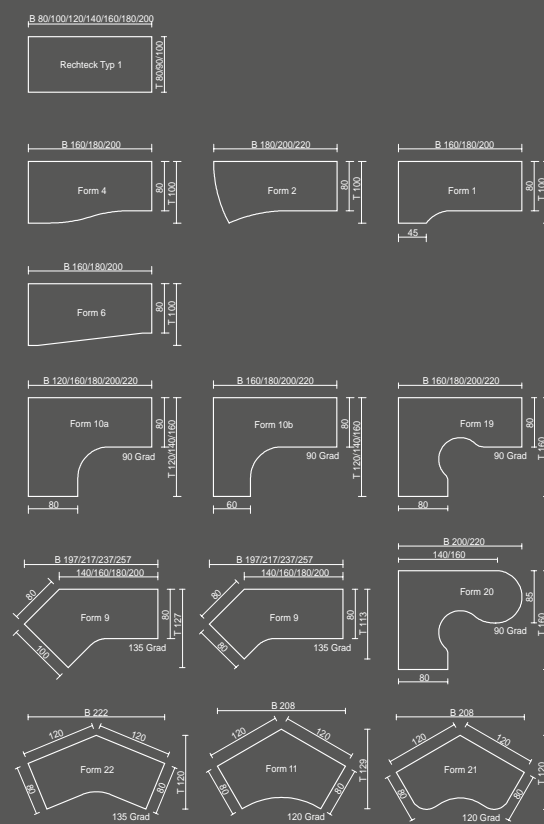 B 80/100/120/140/160/180/200
Rechteck Typ 1
T 80/90/100
B 160/180/200
Form 4
80
T 100
B 180/200/220
Form 2
80
T 100
B 160/180/200
Form 1
80
T 100
45
B 160/180/200
Form 6
80
T 100
B 120/160/180/200/220
Form 10a
80
T 120/140/160
90 Grad
80
B 160/180/200/220
Form 10b
80
T 120/140/160
90 Grad
60
B 160/180/200/220
Form 19
80
T 160
90 Grad
80
B 197/217/237/257
140/160/180/200
80
Form 9
80
T 127
100
135 Grad
B 197/217/237/257
140/160/180/200
80
Form 9
80
T 113
80
135 Grad
B 200/220
140/160
Form 20
85
T 160
90 Grad
80
B 222
120
120
Form 22
80
80
T 120
135 Grad
B 208
120
120
Form 11
80
80
T 129
120 Grad
B 208
120
120
Form 21
80
80
T 120
120 Grad